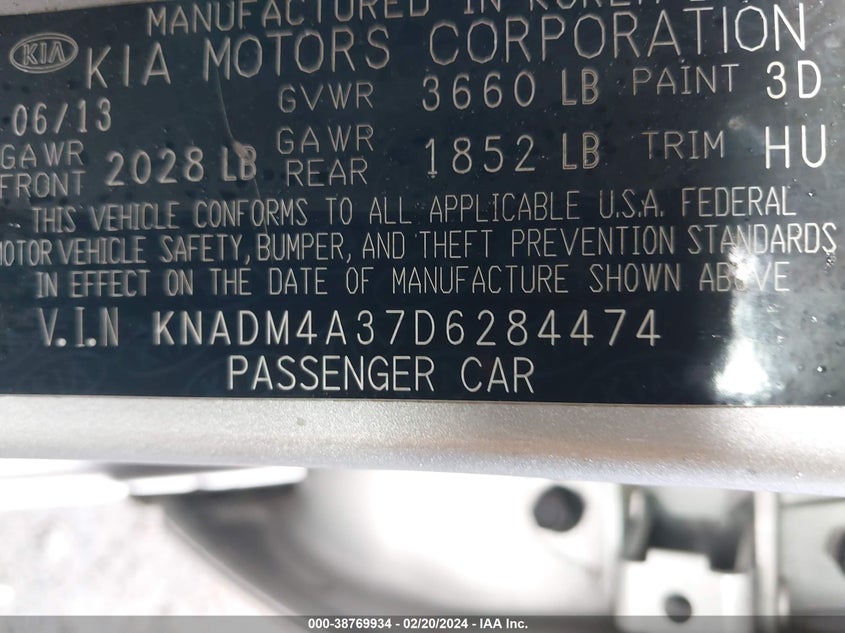 MANUFACTURED IN KOREA
KIA KIA MOTORS CORPORATION
06/13 GVWR 3660 LB PAINT 3D
GAWR FRONT 2028 LB GAWR REAR 1852 LB TRIM HU
THIS VEHICLE CONFORMS TO ALL APPLICABLE U.S.A. FEDERAL
MOTOR VEHICLE SAFETY, BUMPER, AND THEFT PREVENTION STANDARDS
IN EFFECT ON THE DATE OF MANUFACTURE SHOWN ABOVE
V.I.N KNADM4A37D6284474
PASSENGER CAR
000-38769934 - 02/20/2024 - IAA Inc.